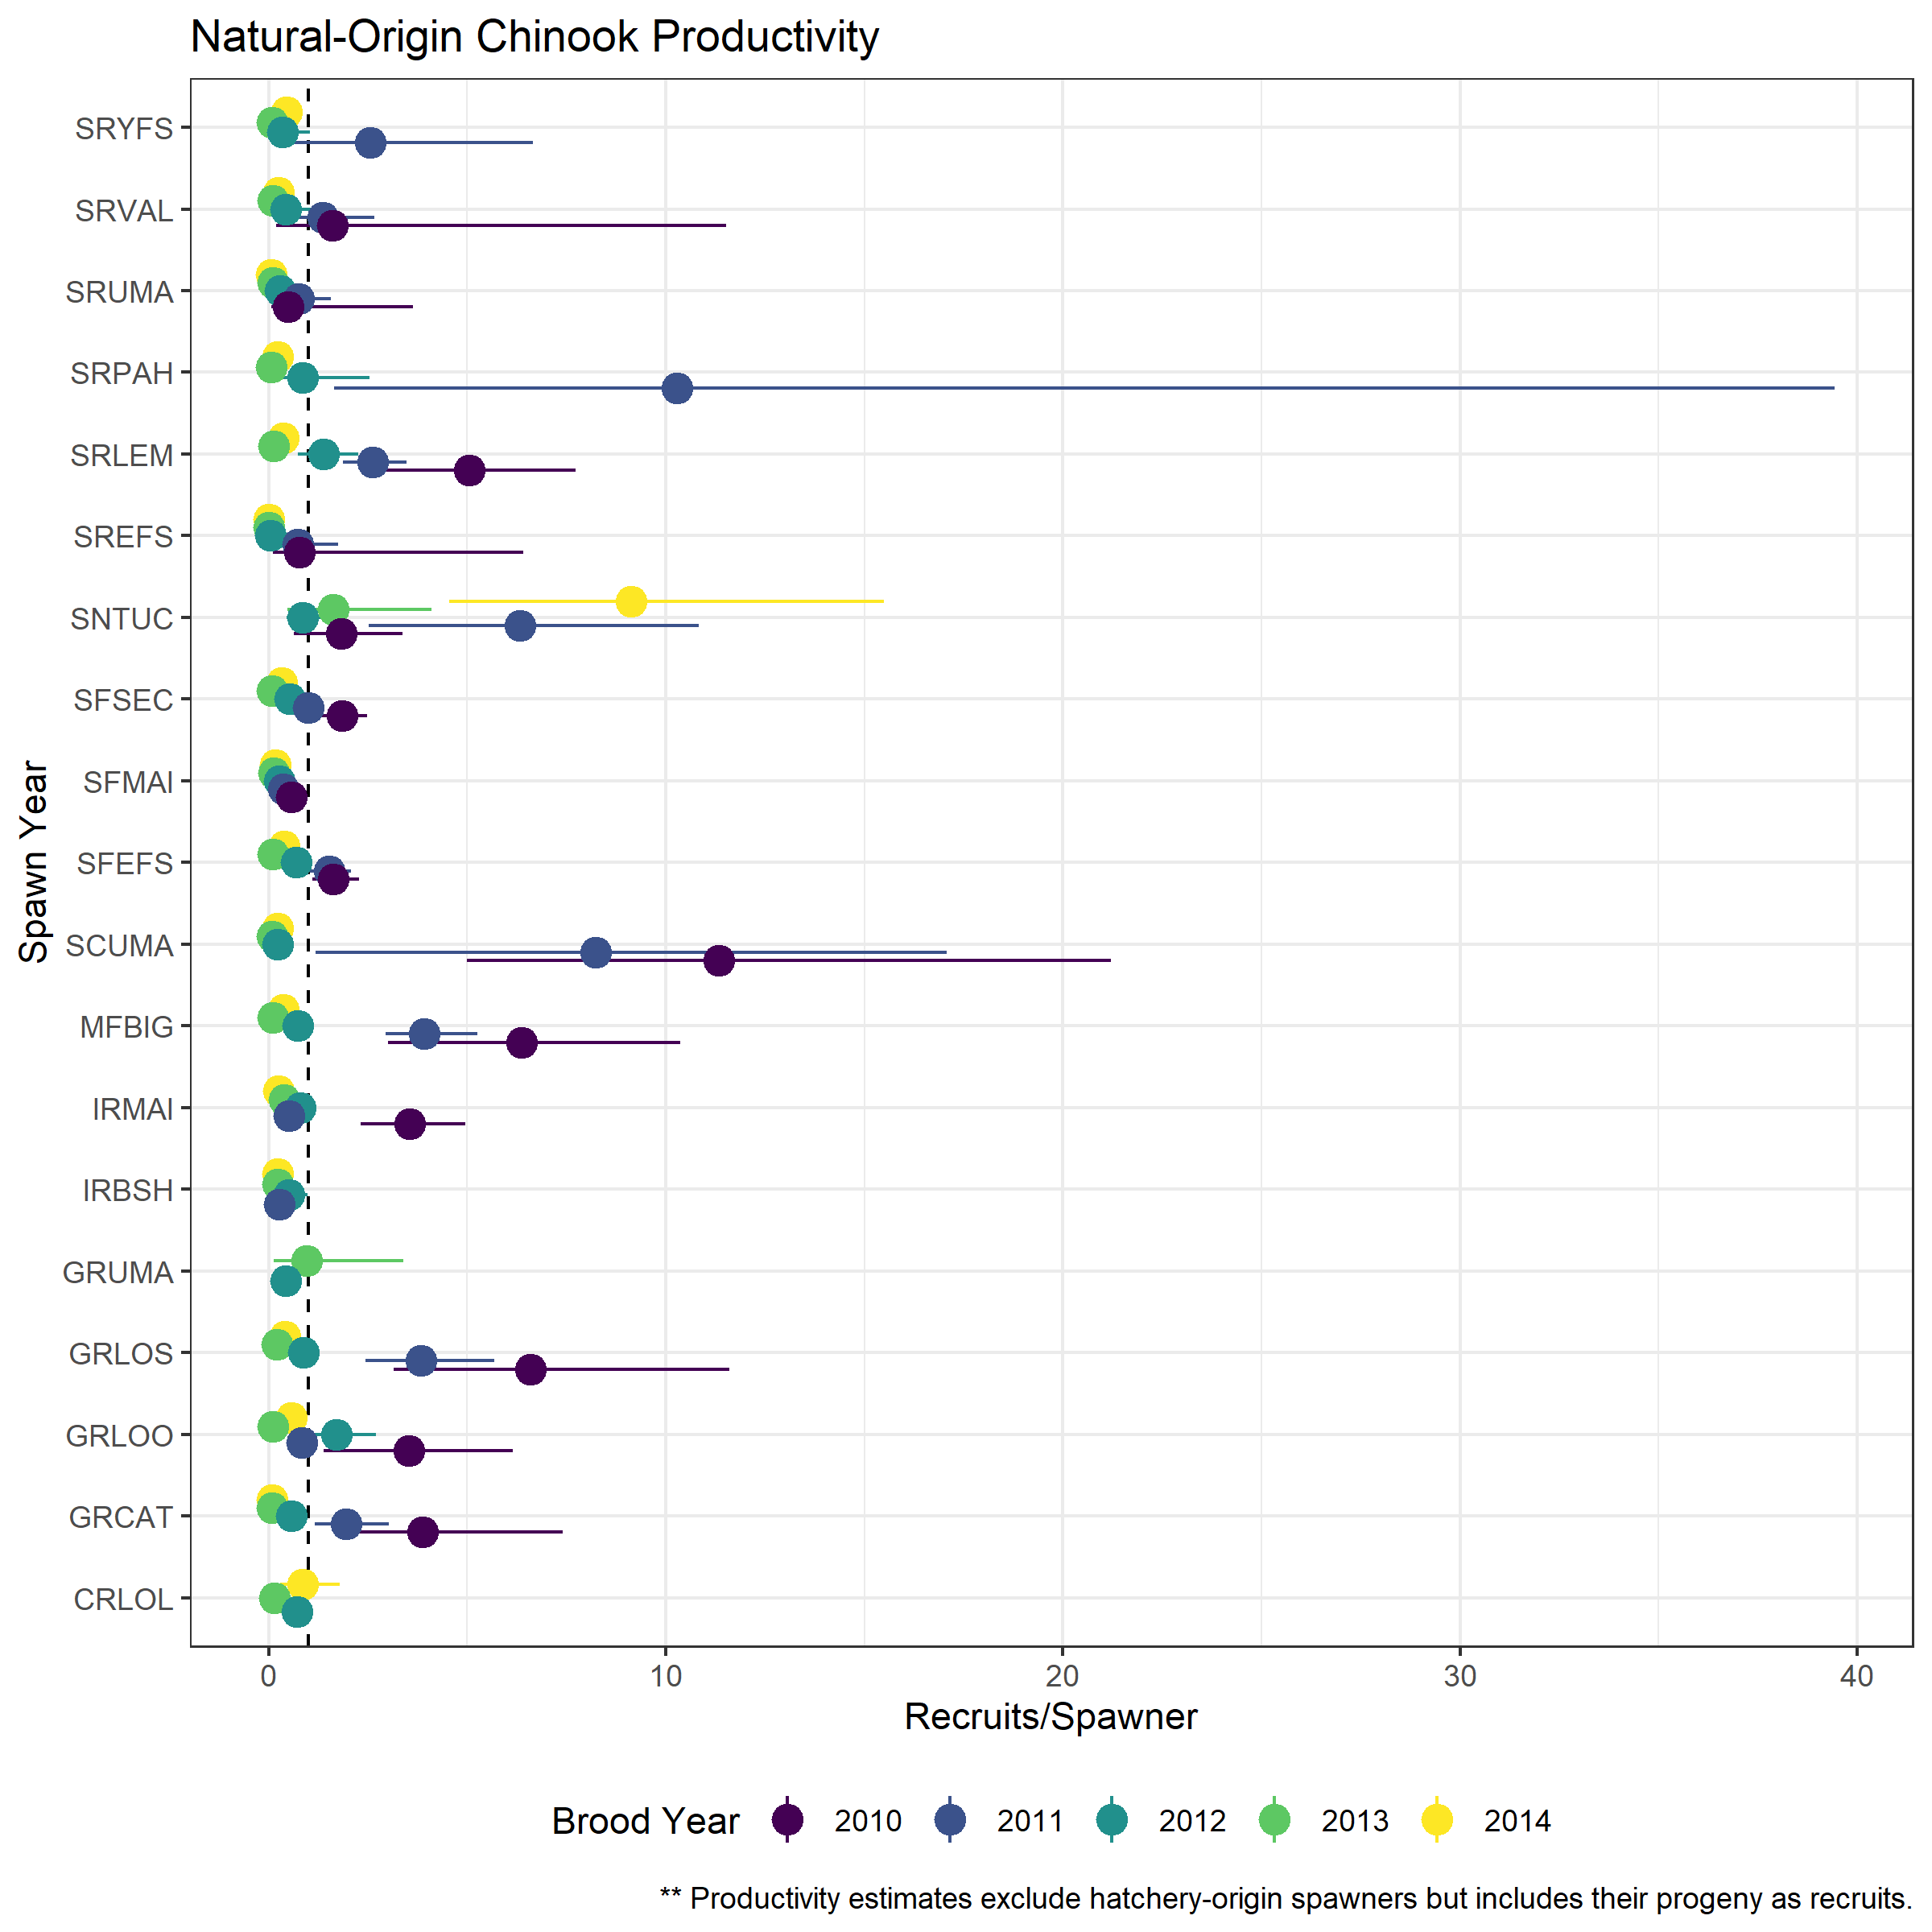 Natural-Origin Chinook Productivity
Spawn Year
SRYFS
SRVAL
SRUMA
SRPAH
SRLEM
SREFS
SNTUC
SFSEC
SFMAI
SFEFS
SCUMA
MFBIG
IRMAI
IRBSH
GRUMA
GRLOS
GRLOO
GRCAT
CRLOL
0 10 20 30 40
Recruits/Spawner
Brood Year 2010 2011 2012 2013 2014
** Productivity estimates exclude hatchery-origin spawners but includes their progeny as recruits.